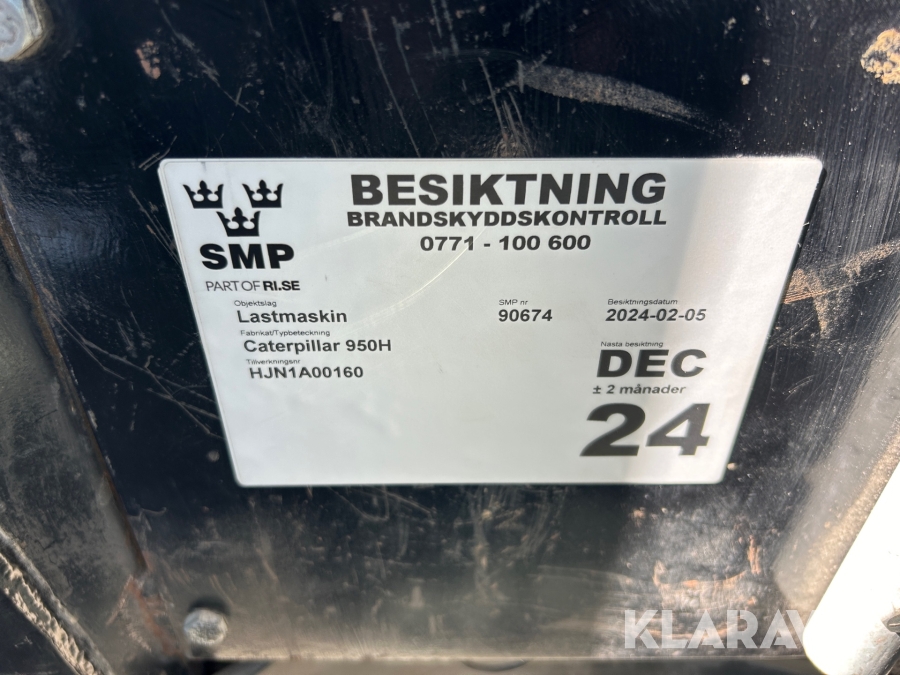 BESIKTNING
BRANDSKYDDSKONTROLL
0771 - 100 600
SMP
PART OF RI.SE
Objektslag
Lastmaskin
SMP nr
90674
Besiktningsdatum
2024-02-05
Fabrikat/Typbeteckning
Caterpillar 950H
Tillverkningsnr
HJN1A00160
Nästa besiktning
DEC
± 2 månader
24